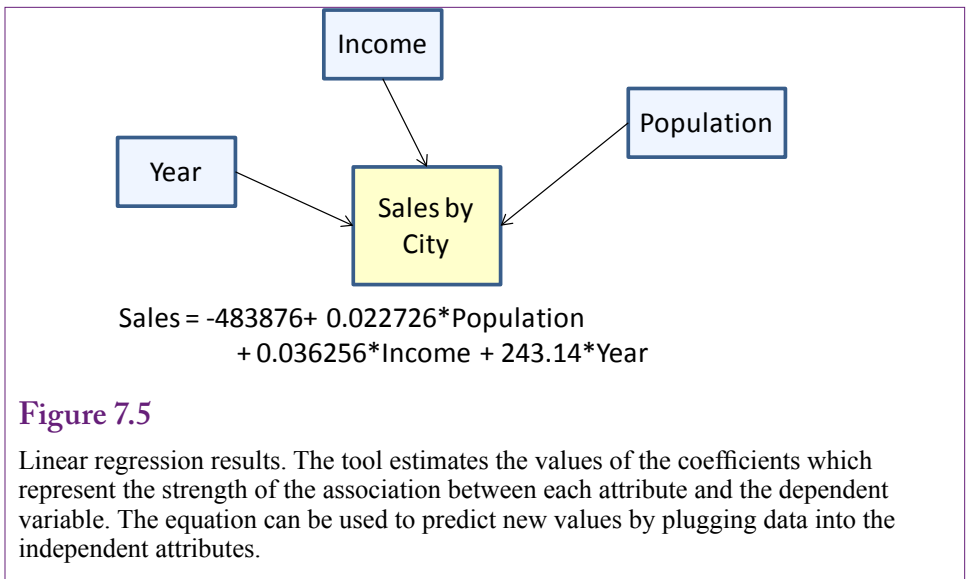 Income
Population
Year
Sales by
City
Sales = -483876+ 0.022726*Population
+ 0.036256*Income + 243.14*Year
Figure 7.5
Linear regression results. The tool estimates the values of the coefficients which
represent the strength of the association between each attribute and the dependent
variable. The equation can be used to predict new values by plugging data into the
independent attributes.